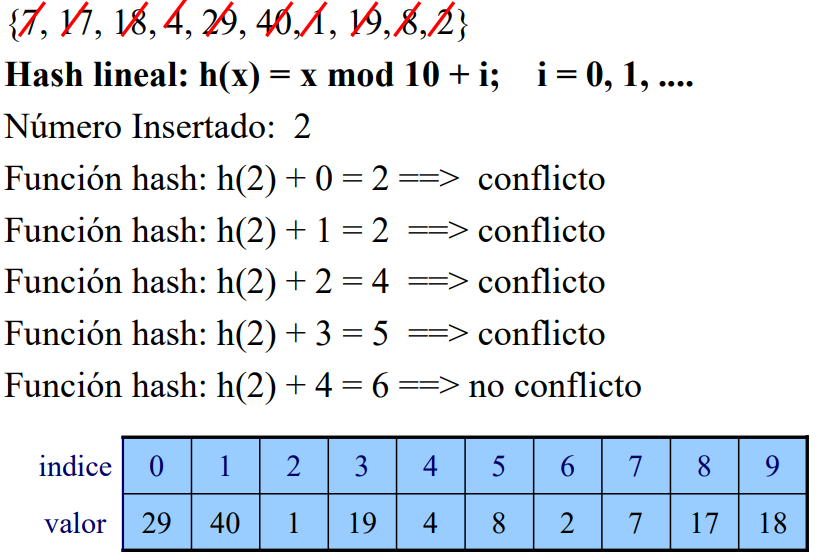 {7, 17, 18, 4, 29, 40, 1, 19, 8, 2}
Hash lineal: h(x) = x mod 10 + i; i = 0, 1, ....
Número Insertado: 2
Función hash: h(2) + 0 = 2 ==> conflicto
Función hash: h(2) + 1 = 2 ==> conflicto
Función hash: h(2) + 2 = 4 ==> conflicto
Función hash: h(2) + 3 = 5 ==> conflicto
Función hash: h(2) + 4 = 6 ==> no conflicto
indice 0 1 2 3 4 5 6 7 8 9
valor 29 40 1 19 4 8 2 7 17 18